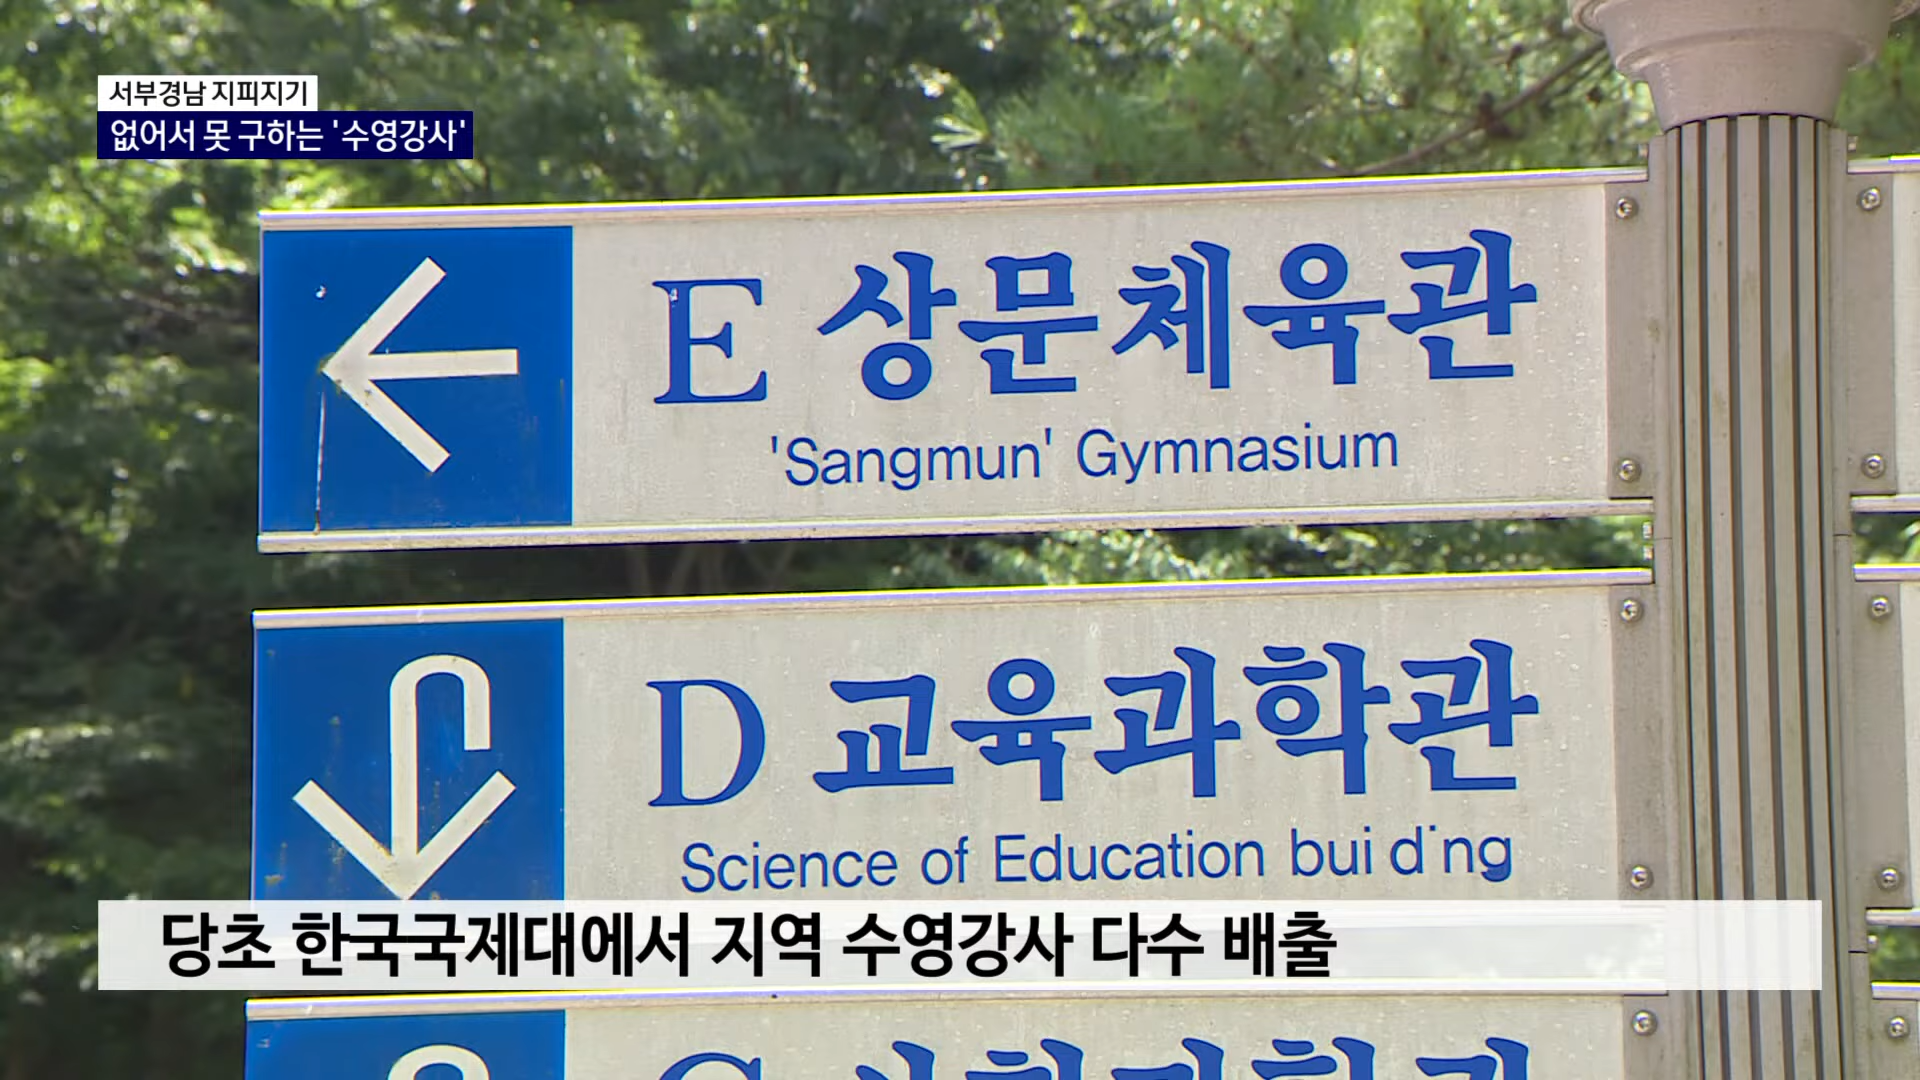 서부경남 지피지기
없어서 못 구하는 '수영강사'
E 상문체육관
'Sangmun' Gymnasium
D 교육과학관
Science of Education bui d ng
당초 한국국제대에서 지역 수영강사 다수 배출